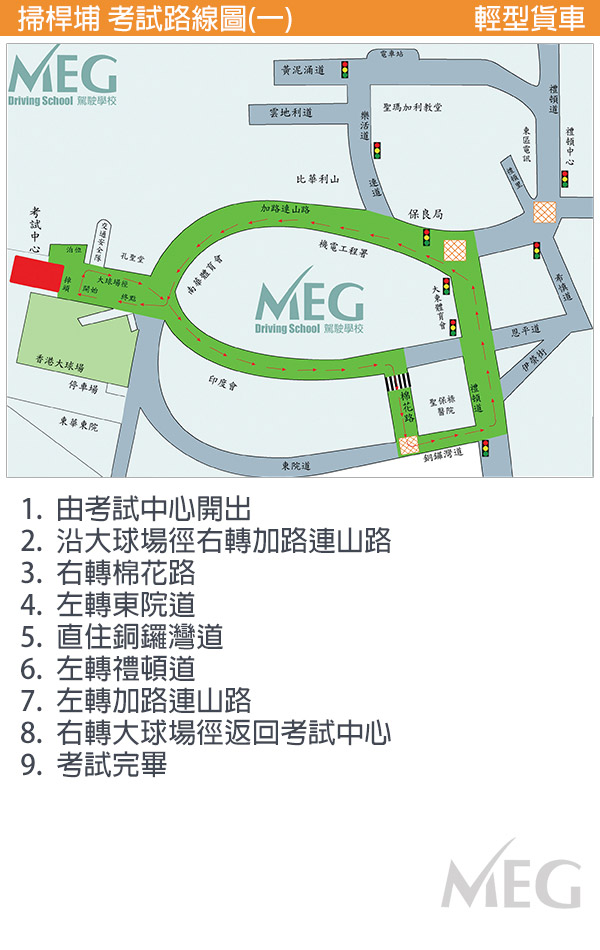 掃桿埔 考試路線圖(一)
輕型貨車
MEG
Driving School 駕駛學校
電車站
黃泥涌道
雲地利道
樂活道
聖瑪加利教堂
禮頓道
禮頓中心
東區電訊
禮頓里
比華利山
連道
加路連山路
保良局
考試中心
泊位
交通安全隊
孔聖堂
南華體育會
機電工程署
掉頭
開始
大球場徑
終點
MEG
Driving School 駕駛學校
大東體育會
希慎道
恩平道
伊榮街
香港大球場
停車場
印度會
棉花路
聖保祿
醫院
禮頓道
東華東院
東院道
銅鑼灣道
1. 由考試中心開出
2. 沿大球場徑右轉加路連山路
3. 右轉棉花路
4. 左轉東院道
5. 直住銅鑼灣道
6. 左轉禮頓道
7. 左轉加路連山路
8. 右轉大球場徑返回考試中心
9. 考試完畢
MEG